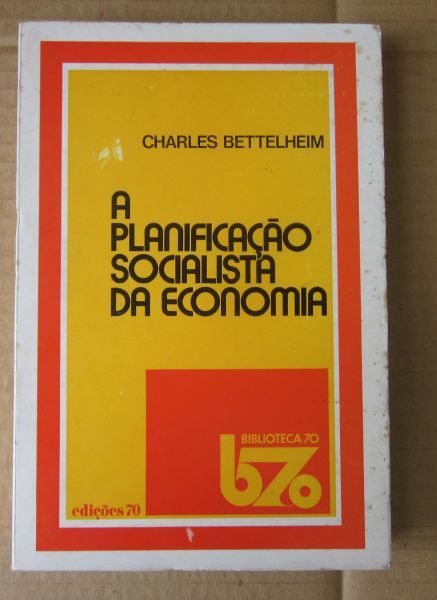 CHARLES BETTELHEIM
A
PLANIFICAÇÃO
SOCIALISTA
DA ECONOMIA
BIBLIOTECA 70
b70
edições 70